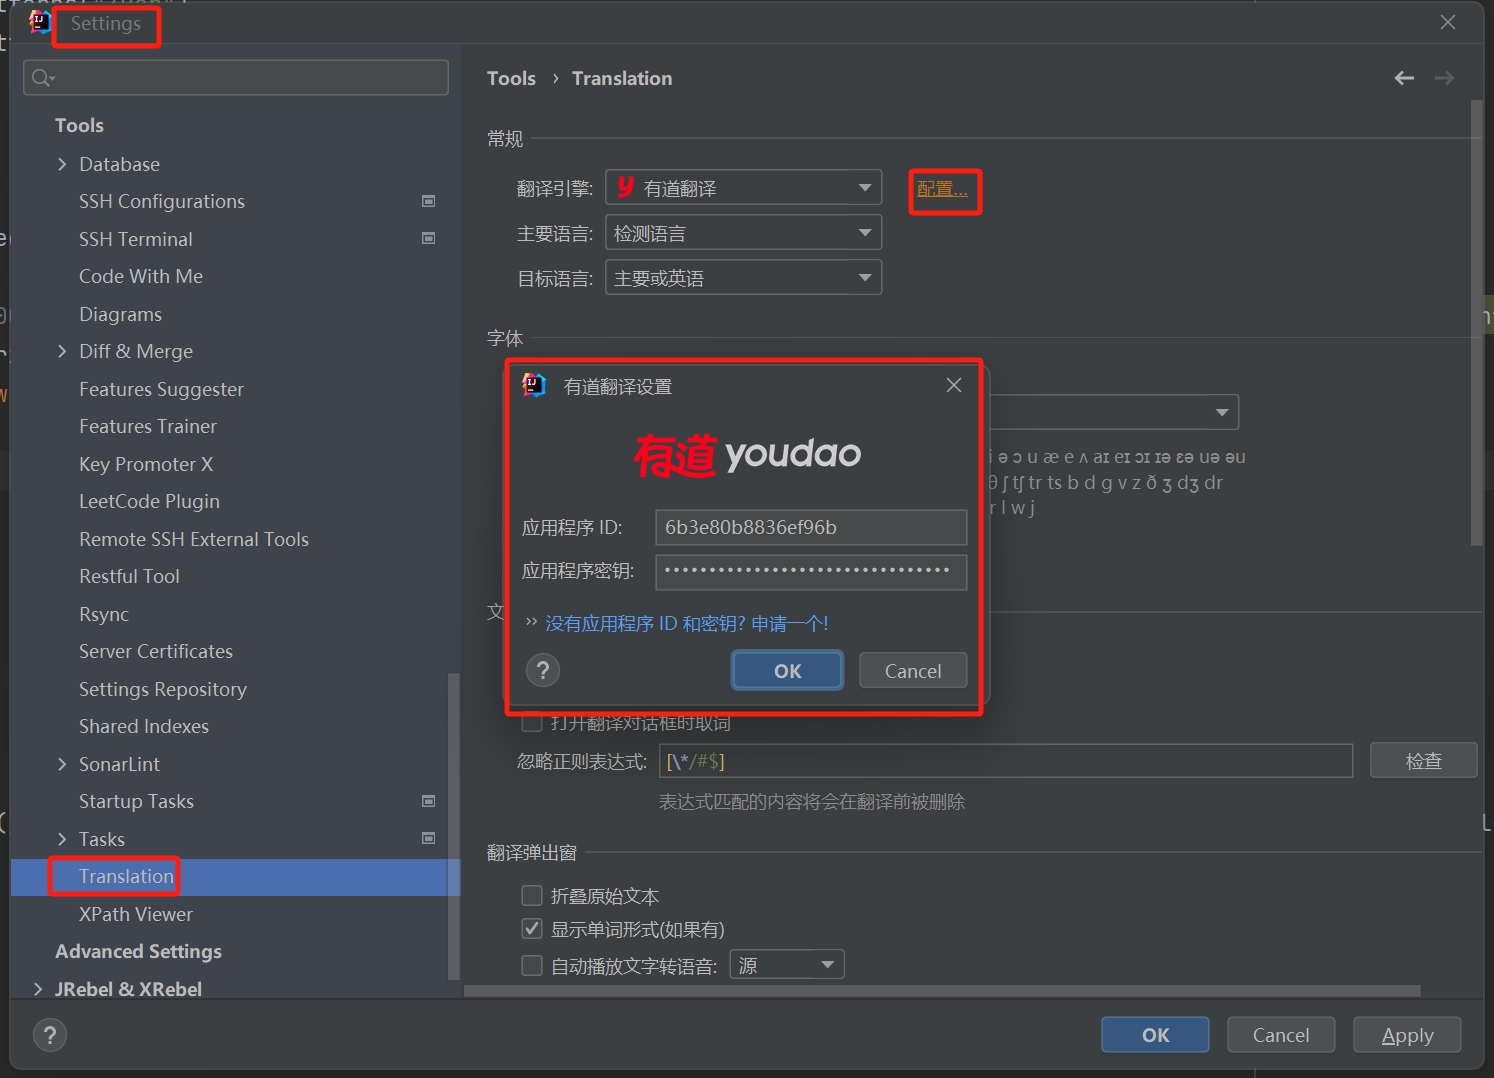 Settings
Tools
Database
SSH Configurations
SSH Terminal
Code With Me
Diagrams
Diff & Merge
Features Suggester
Features Trainer
Key Promoter X
LeetCode Plugin
Remote SSH External Tools
Restful Tool
Rsync
Server Certificates
Settings Repository
Shared Indexes
SonarLint
Startup Tasks
Tasks
Translation
XPath Viewer
Advanced Settings
JRebel & XRebel
Tools › Translation
常规
翻译引擎: 有道翻译 配置...
主要语言: 检测语言
目标语言: 主要或英语
字体
i ə ɔ u æ e ʌ aɪ eɪ ɔɪ ɪə ɛə uə əu
θ ʃ tʃ tr ts b d g v z ð ʒ dʒ dr
r l w j
有道翻译设置
有道 youdao
应用程序 ID: 6b3e80b8836ef96b
应用程序密钥: ••••••••••••••••••••••••••••••••
›› 没有应用程序 ID 和密钥? 申请一个!
? OK Cancel
文
打开翻译对话框时取词
忽略正则表达式: [\*/#$] 检查
表达式匹配的内容将会在翻译前被删除
翻译弹出窗
折叠原始文本
显示单词形式(如果有)
自动播放文字转语音: 源
? OK Cancel Apply